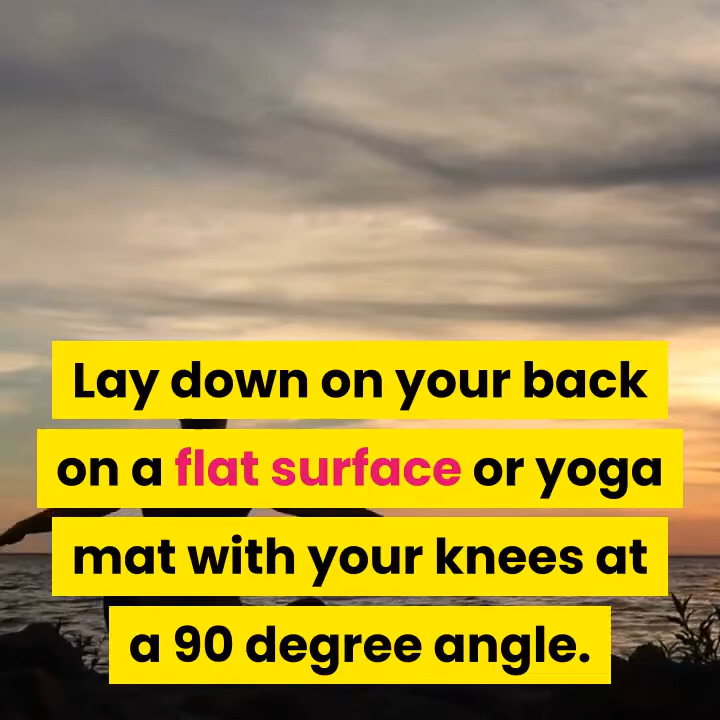 Lay down on your back
on a flat surface or yoga
mat with your knees at
a 90 degree angle.